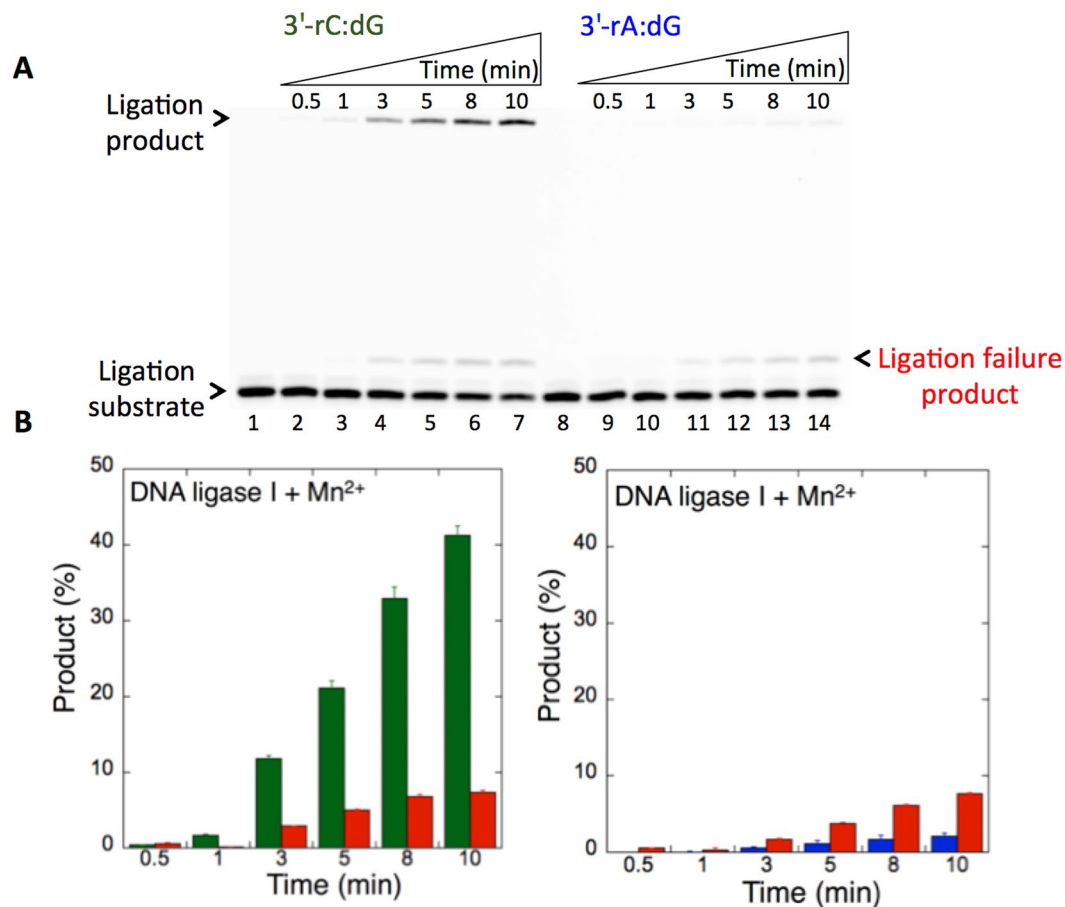 3'-rC:dG 3'-rA:dG
A
Time (min) Time (min)
0.5 1 3 5 8 10 0.5 1 3 5 8 10
Ligation
product
Ligation failure
product
Ligation
substrate
1 2 3 4 5 6 7 8 9 10 11 12 13 14
B
50
40
30
20
10
0
DNA ligase I + Mn²⁺
Product (%)
0.5 1 3 5 8 10
Time (min)
50
40
30
20
10
0
DNA ligase I + Mn²⁺
Product (%)
0.5 1 3 5 8 10
Time (min)